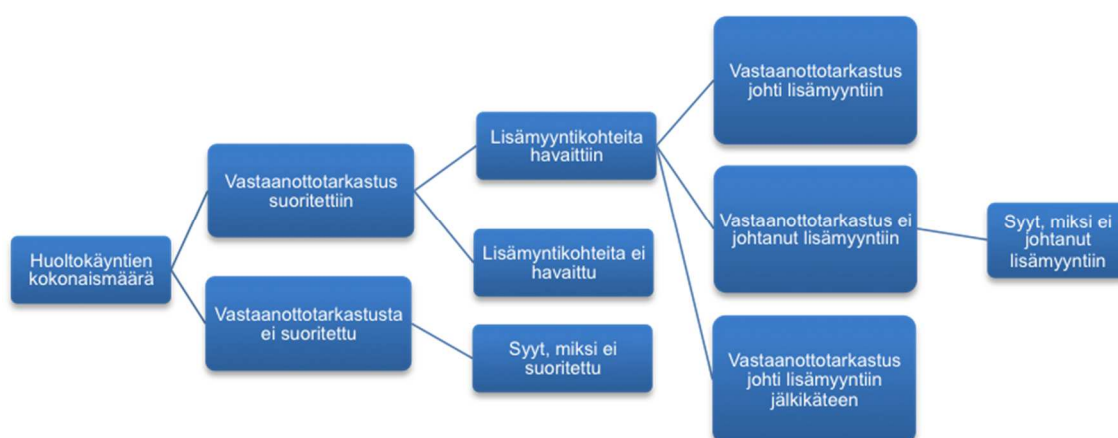 Huoltokäyntien
kokonaismäärä
Vastaanottotarkastus
suoritettiin
Vastaanottotarkastusta
ei suoritettu
Lisämyyntikohteita
havaittiin
Lisämyntikohteita ei
havaittu
Syyt, miksi ei
suoritettu
Vastaanottotarkastus
johti lisämyyntiin
Vastaanottotarkastus ei
johtanut lisämyyntiin
Vastaanottotarkastus
johti lisämyyntiin
jälkikäteen
Syyt, miksi ei
johtanut
lisämyyntiin